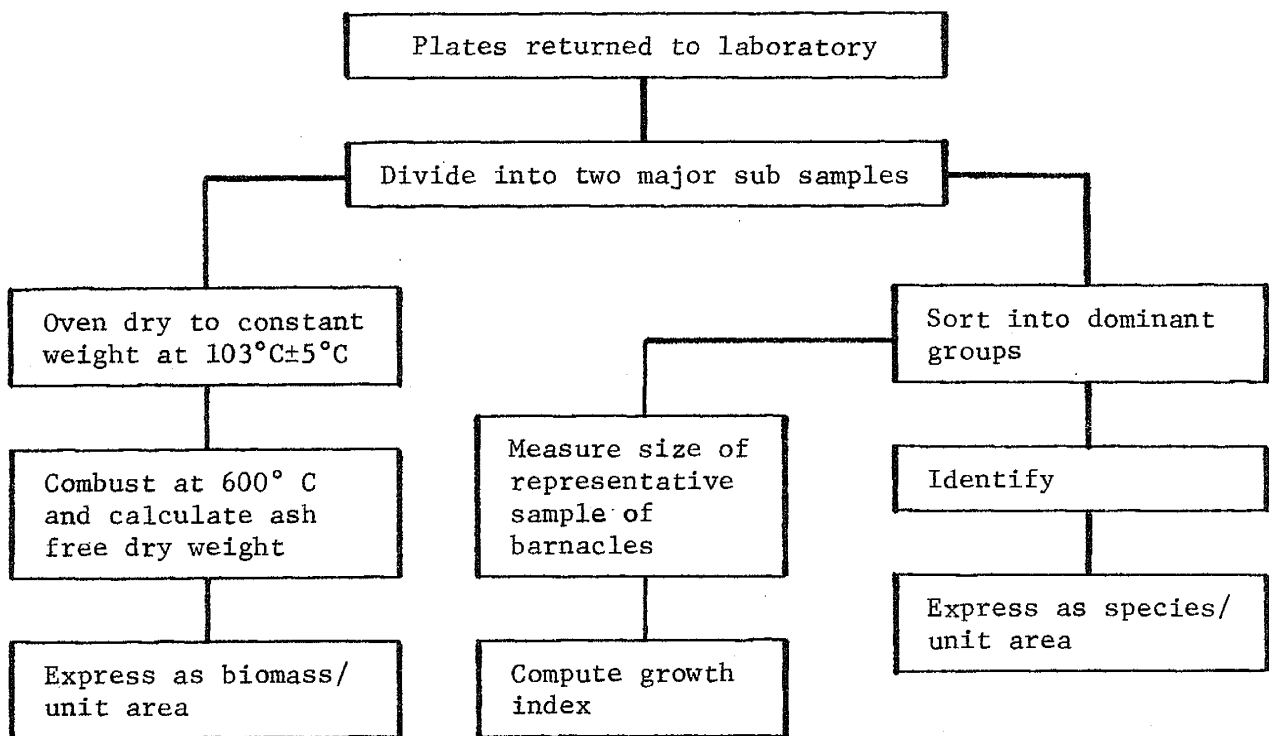 Plates returned to laboratory
Divide into two major sub samples
Oven dry to constant
weight at 103°C±5°C
Combust at 600° C
and calculate ash
free dry weight
Express as biomass/
unit area
Measure size of
representative
sample of
barnacles
Compute growth
index
Sort into dominant
groups
Identify
Express as species/
unit area